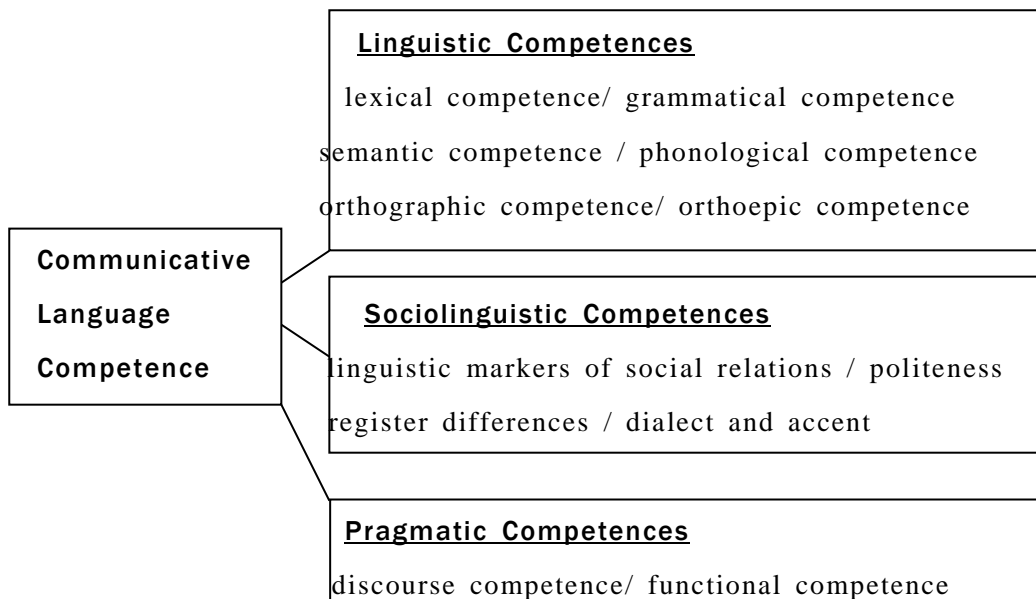 Linguistic Competences
lexical competence/ grammatical competence
semantic competence / phonological competence
orthographic competence/ orthoepic competence
Communicative
Language
Competence
Sociolinguistic Competences
linguistic markers of social relations / politeness
register differences / dialect and accent
Pragmatic Competences
discourse competence/ functional competence